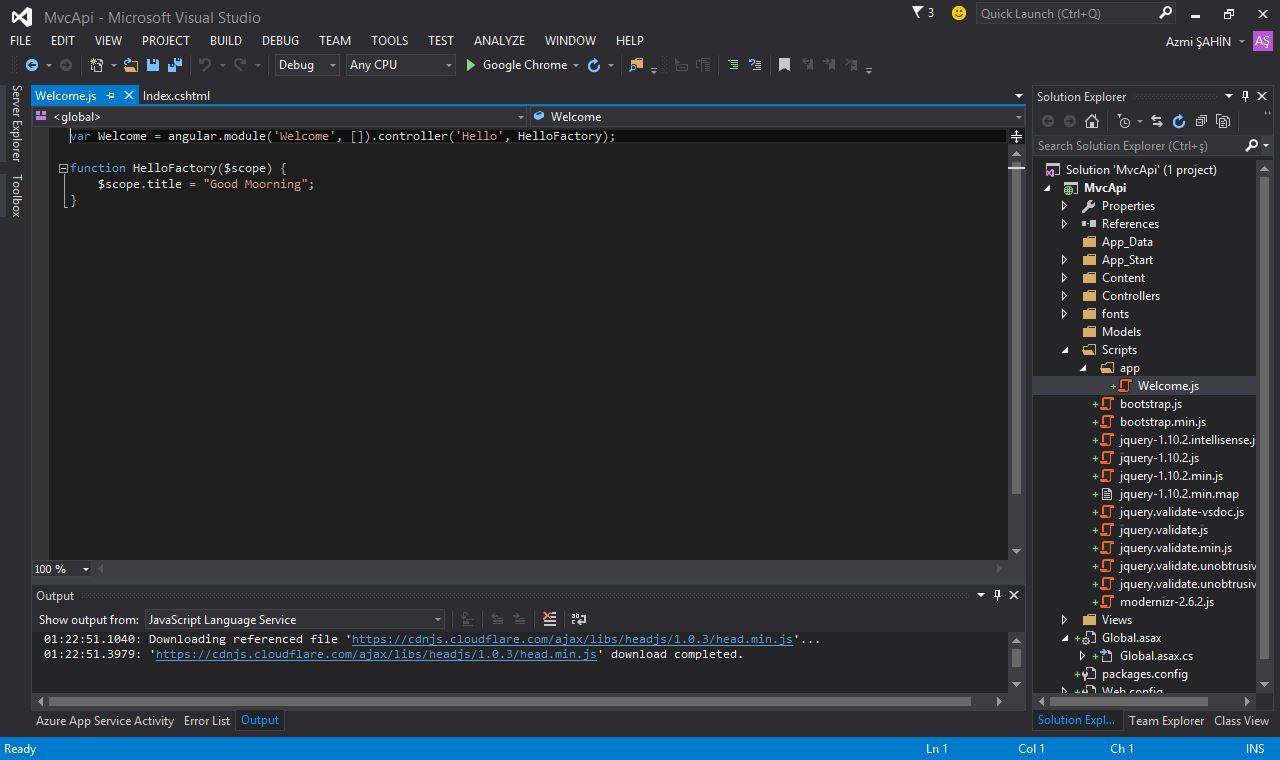 MvcApi - Microsoft Visual Studio
3
Quick Launch (Ctrl+Q)
FILE EDIT VIEW PROJECT BUILD DEBUG TEAM TOOLS TEST ANALYZE WINDOW HELP
Azmi ŞAHİN AŞ
Debug Any CPU Google Chrome
Server Explorer
Toolbox
Welcome.js Index.cshtml
<global> Welcome
var Welcome = angular.module('Welcome', []).controller('Hello', HelloFactory);
function HelloFactory($scope) {
$scope.title = "Good Moorning";
}
100 %
Output
Show output from: JavaScript Language Service
01:22:51.1040: Downloading referenced file 'https://cdnjs.cloudflare.com/ajax/libs/headjs/1.0.3/head.min.js'...
01:22:51.3979: 'https://cdnjs.cloudflare.com/ajax/libs/headjs/1.0.3/head.min.js' download completed.
Azure App Service Activity Error List Output
Solution Explorer
Search Solution Explorer (Ctrl+ş)
Solution 'MvcApi' (1 project)
MvcApi
Properties
References
App_Data
App_Start
Content
Controllers
fonts
Models
Scripts
app
Welcome.js
bootstrap.js
bootstrap.min.js
jquery-1.10.2.intellisense.j
jquery-1.10.2.js
jquery-1.10.2.min.js
jquery-1.10.2.min.map
jquery.validate-vsdoc.js
jquery.validate.js
jquery.validate.min.js
jquery.validate.unobtrusiv
jquery.validate.unobtrusiv
modernizr-2.6.2.js
Views
Global.asax
Global.asax.cs
packages.config
Web.config
Solution Expl... Team Explorer Class View
Ready Ln 1 Col 1 Ch 1 INS